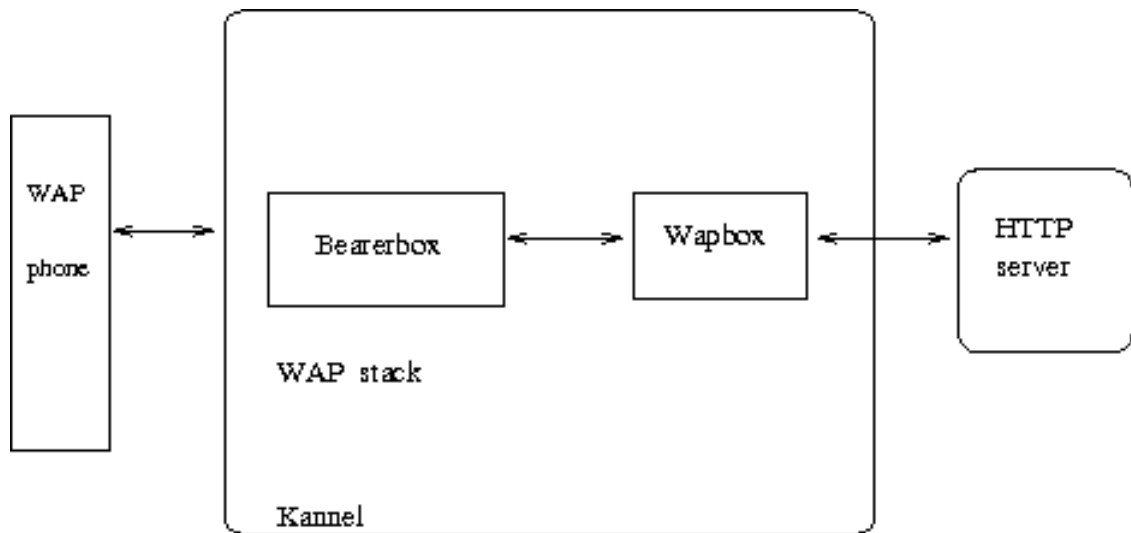 WAP
phone
Bearerbox
Wapbox
HTTP
server
WAP stack
Kannel